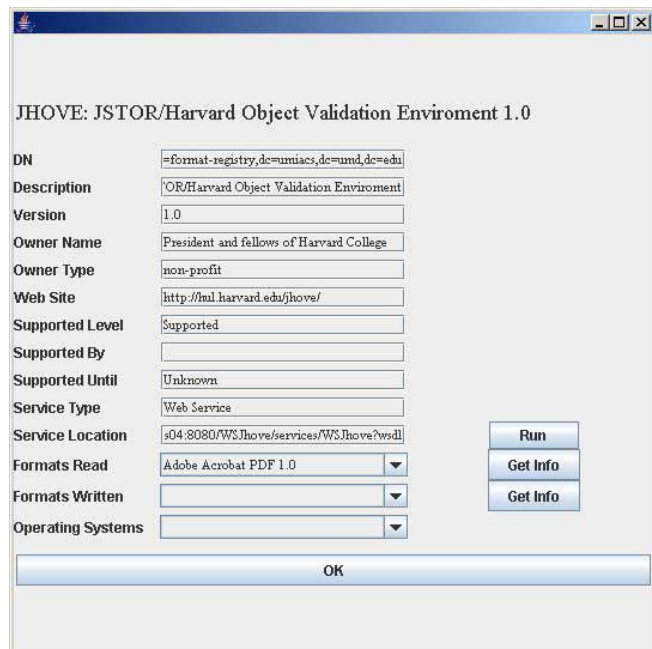 JHOVE: JSTOR/Harvard Object Validation Enviroment 1.0
DN =format-registry,dc=umiacs,dc=umd,dc=edu
Description 'OR/Harvard Object Validation Enviroment
Version 1.0
Owner Name President and fellows of Harvard College
Owner Type non-profit
Web Site http://hul.harvard.edu/jhove/
Supported Level Supported
Supported By
Supported Until Unknown
Service Type Web Service
Service Location s04:8080/WSJhove/services/WSJhove?wsdl Run
Formats Read Adobe Acrobat PDF 1.0 Get Info
Formats Written Get Info
Operating Systems
OK